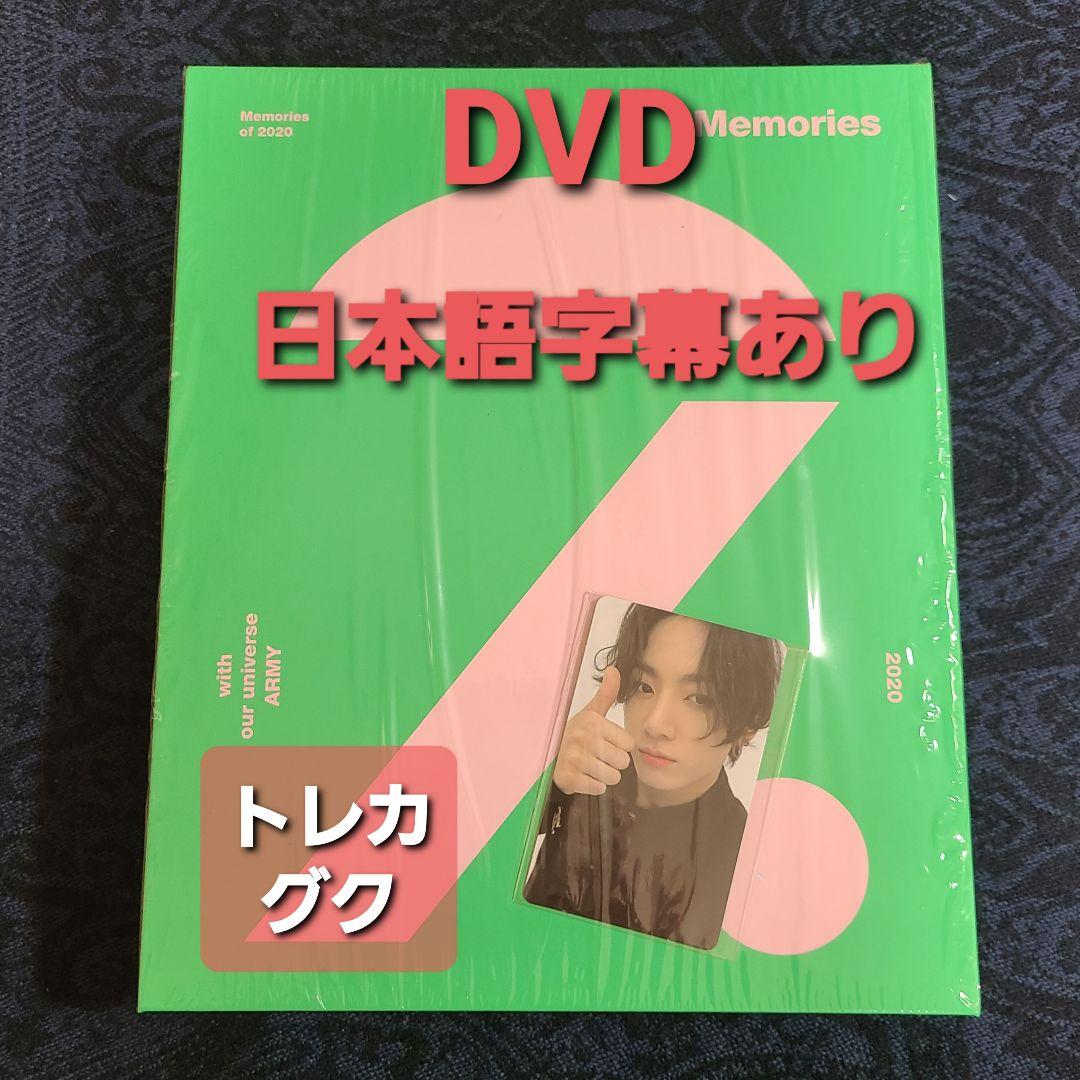 Memories
of 2020
DVD
Memories
日本語字幕あり
with
our universe
ARMY
2020
トレカ
グク